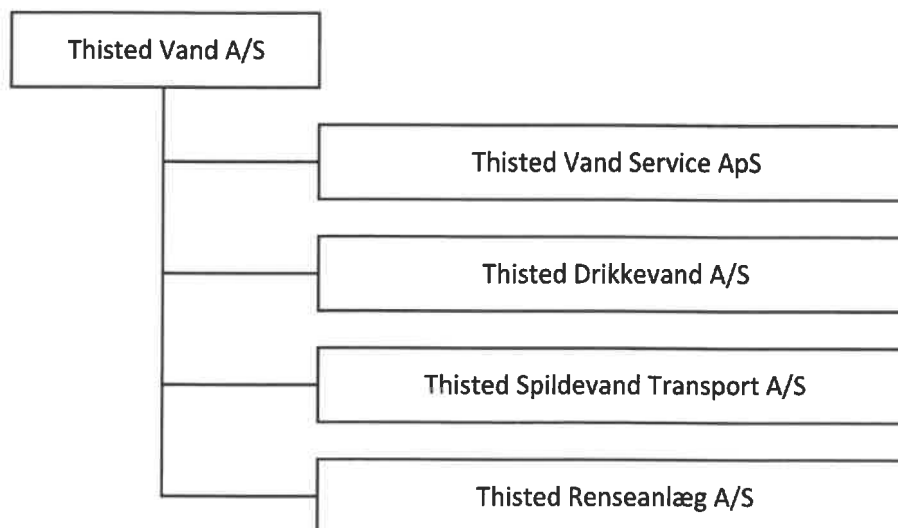 Thisted Vand A/S
Thisted Vand Service ApS
Thisted Drikkevand A/S
Thisted Spildevand Transport A/S
Thisted Renseanlæg A/S